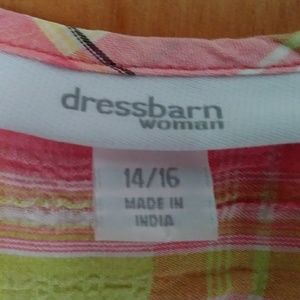 dressbarn
woman
14/16
MADE IN
INDIA